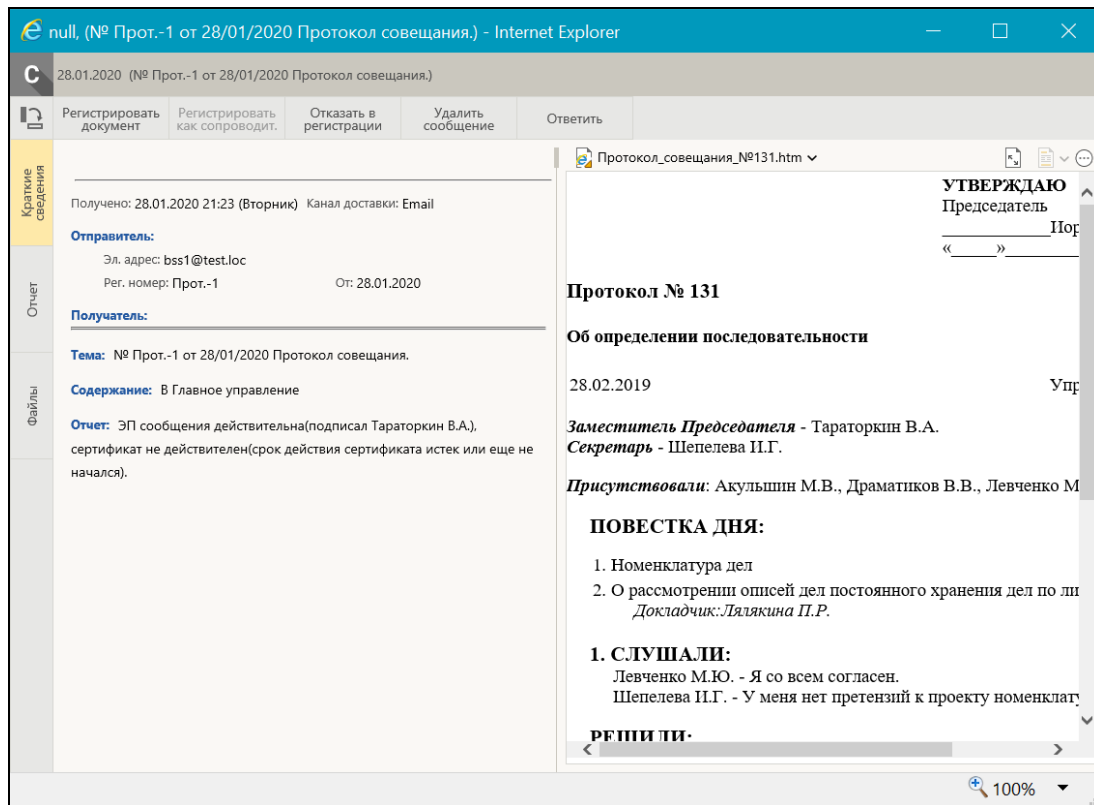 null, (№ Прот.-1 от 28/01/2020 Протокол совещания.) - Internet Explorer
С 28.01.2020 (№ Прот.-1 от 28/01/2020 Протокол совещания.)
Регистрировать документ
Регистрировать как сопроводит.
Отказать в регистрации
Удалить сообщение
Ответить
Краткие сведения
Отчет
Файлы
Получено: 28.01.2020 21:23 (Вторник) Канал доставки: Email
Отправитель:
Эл. адрес: bss1@test.loc
Рег. номер: Прот.-1 От: 28.01.2020
Получатель:
Тема: № Прот.-1 от 28/01/2020 Протокол совещания.
Содержание: В Главное управление
Отчет: ЭП сообщения действительна(подписал Тараторкин В.А.),
сертификат не действителен(срок действия сертификата истек или еще не
начался).
Протокол_совещания_№131.htm
УТВЕРЖДАЮ
Председатель
_____________Нор
«_____»_________
Протокол № 131
Об определении последовательности
28.02.2019 Упр
Заместитель Председателя - Тараторкин В.А.
Секретарь - Шепелева И.Г.
Присутствовали: Акульшин М.В., Драматиков В.В., Левченко М
ПОВЕСТКА ДНЯ:
1. Номенклатура дел
2. О рассмотрении описей дел постоянного хранения дел по ли
Докладчик:Лялякина П.Р.
1. СЛУШАЛИ:
Левченко М.Ю. - Я со всем согласен.
Шепелева И.Г. - У меня нет претензий к проекту номенклату
РЕШИЛИ:
100%